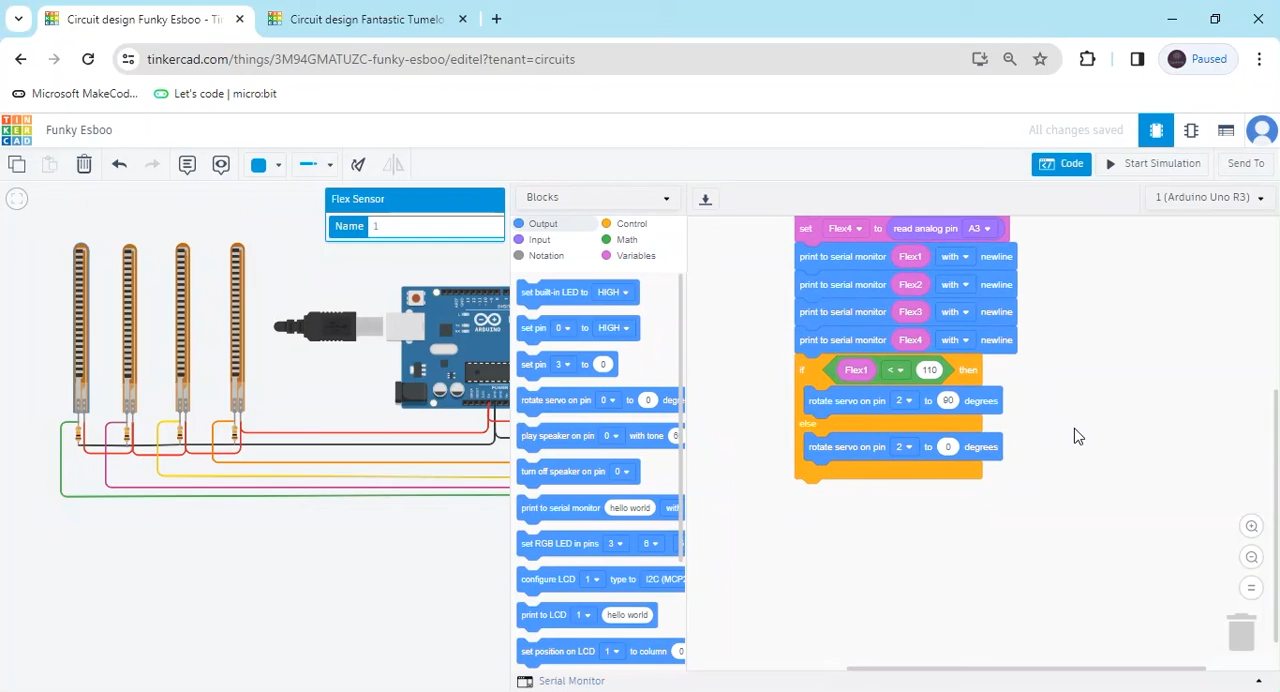 Circuit design Funky Esboo - Ti
Circuit design Fantastic Tumelo
tinkercad.com/things/3M94GMATUZC-funky-esboo/editel?tenant=circuits
Paused
Microsoft MakeCod...
Let's code | micro:bit
TIN
KER
CAD
Funky Esboo
All changes saved
Code
Start Simulation
Send To
Flex Sensor
Name 1
Blocks
1 (Arduino Uno R3)
Output
Control
Input
Math
Notation
Variables
set built-in LED to HIGH
set pin 0 to HIGH
set pin 3 to 0
rotate servo on pin 0 to 0 degre
play speaker on pin 0 with tone 6
turn off speaker on pin 0
print to serial monitor hello world with
set RGB LED in pins 3 6
configure LCD 1 type to I2C (MCP2
print to LCD 1 hello world
set position on LCD 1 to column 0
set Flex4 to read analog pin A3
print to serial monitor Flex1 with newline
print to serial monitor Flex2 with newline
print to serial monitor Flex3 with newline
print to serial monitor Flex4 with newline
if Flex1 < 110 then
rotate servo on pin 2 to 90 degrees
else
rotate servo on pin 2 to 0 degrees
ARDUINO
Serial Monitor